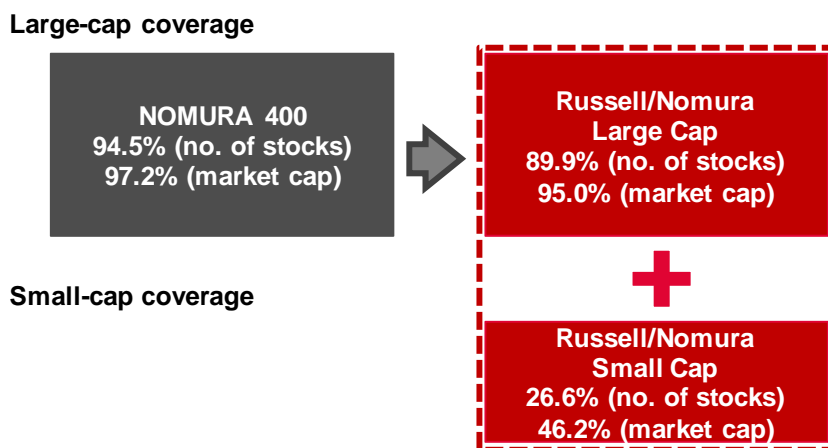 Large-cap coverage
NOMURA 400
94.5% (no. of stocks)
97.2% (market cap)
Russell/Nomura
Large Cap
89.9% (no. of stocks)
95.0% (market cap)
Small-cap coverage
Russell/Nomura
Small Cap
26.6% (no. of stocks)
46.2% (market cap)